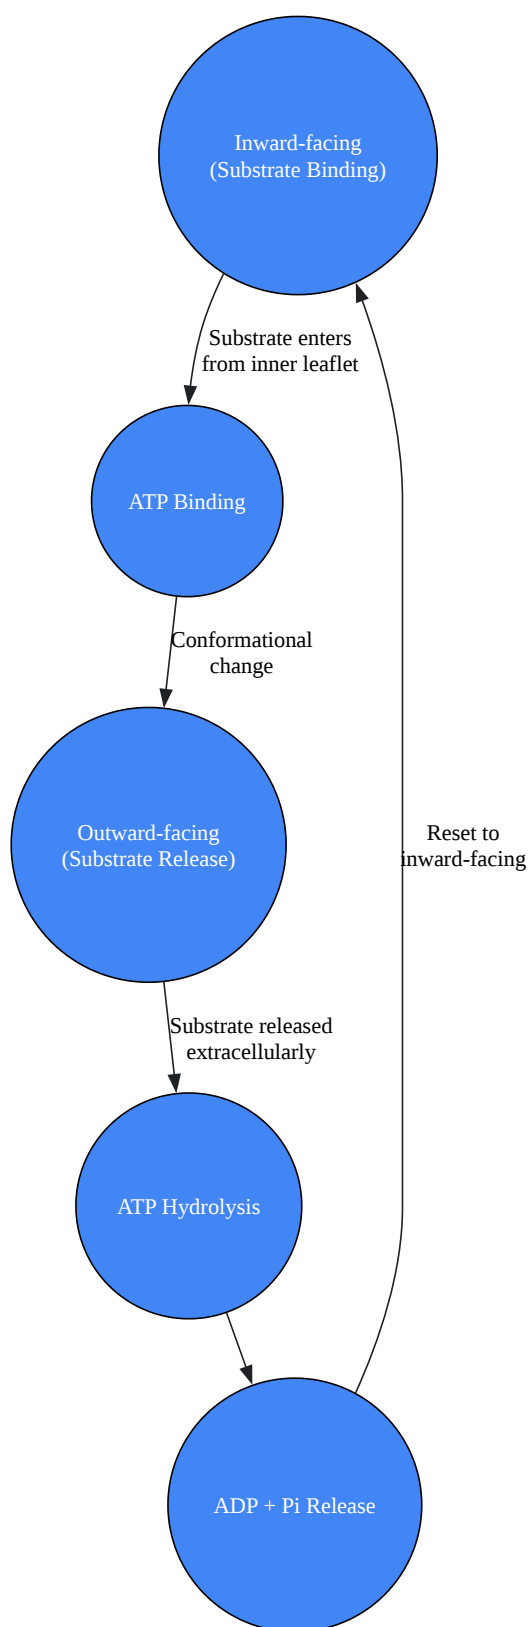 Inward-facing
(Substrate Binding)
Substrate enters
from inner leaflet
ATP Binding
Conformational
change
Outward-facing
(Substrate Release)
Reset to
inward-facing
Substrate released
extracellularly
ATP Hydrolysis
ADP + Pi Release